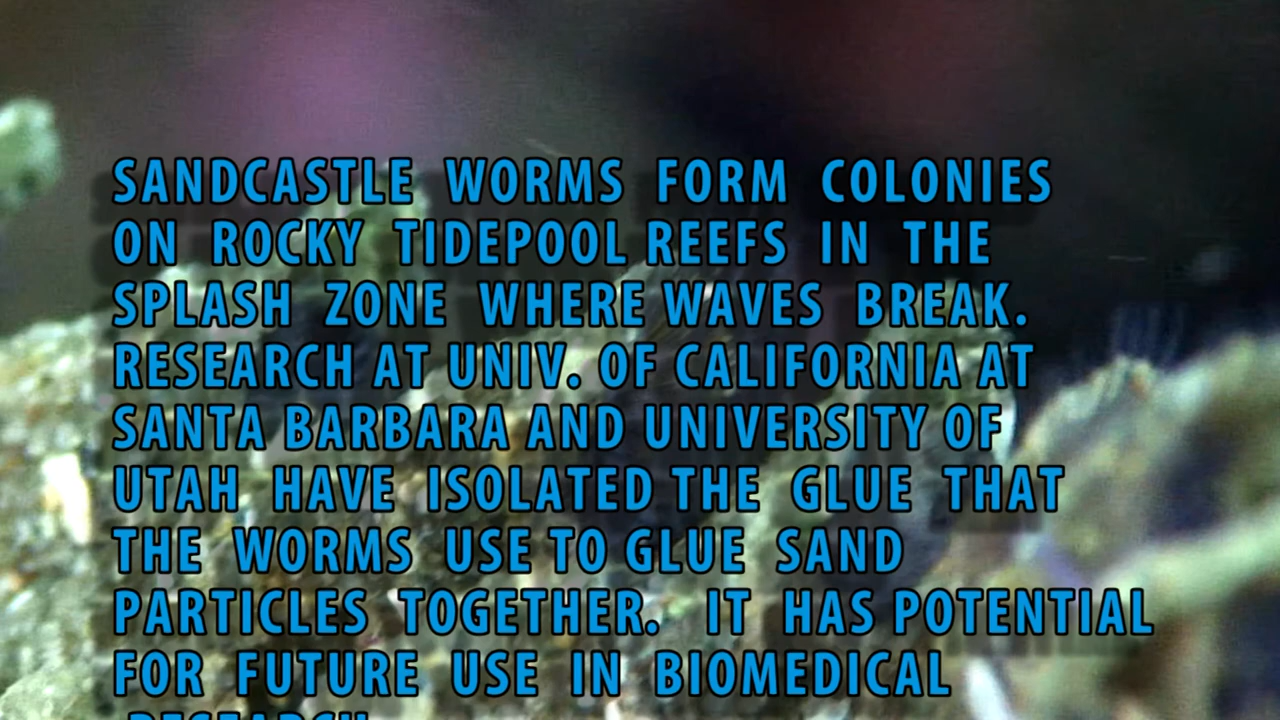 SANDCASTLE WORMS FORM COLONIES
ON ROCKY TIDEPOOL REEFS IN THE
SPLASH ZONE WHERE WAVES BREAK.
RESEARCH AT UNIV. OF CALIFORNIA AT
SANTA BARBARA AND UNIVERSITY OF
UTAH HAVE ISOLATED THE GLUE THAT
THE WORMS USE TO GLUE SAND
PARTICLES TOGETHER. IT HAS POTENTIAL
FOR FUTURE USE IN BIOMEDICAL
RESEARCH